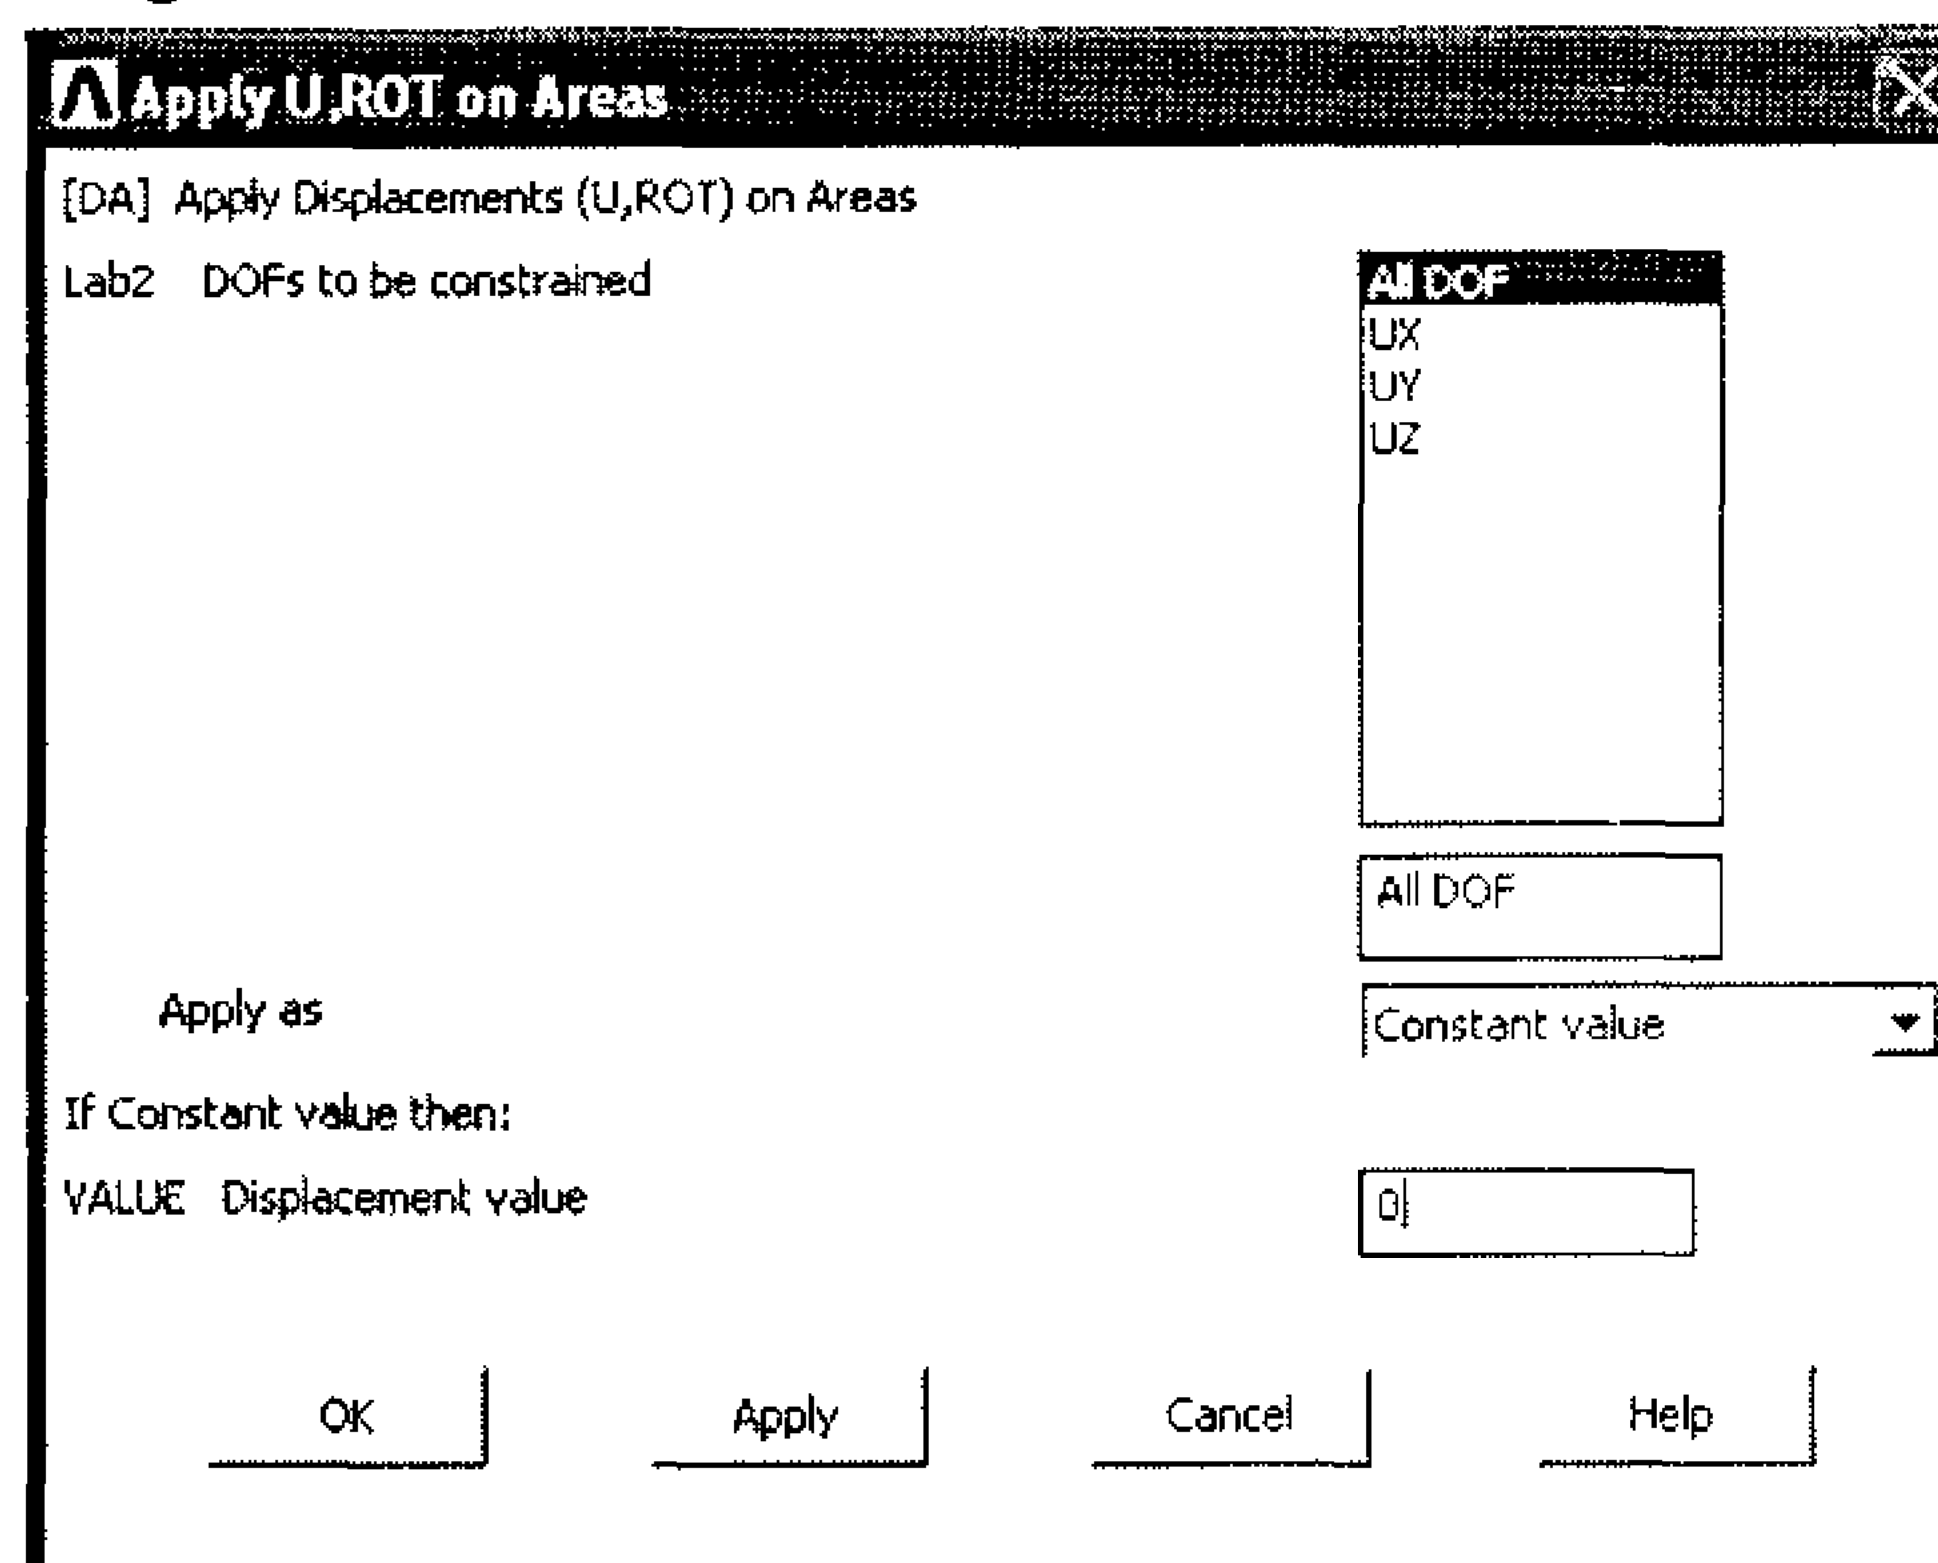 Apply U,ROT on Areas
[DA] Apply Displacements (U,ROT) on Areas
Lab2 DOFs to be constrained
All DOF
UX
UY
UZ
All DOF
Apply as
Constant value
If Constant value then:
VALUE Displacement value
0
OK
Apply
Cancel
Help